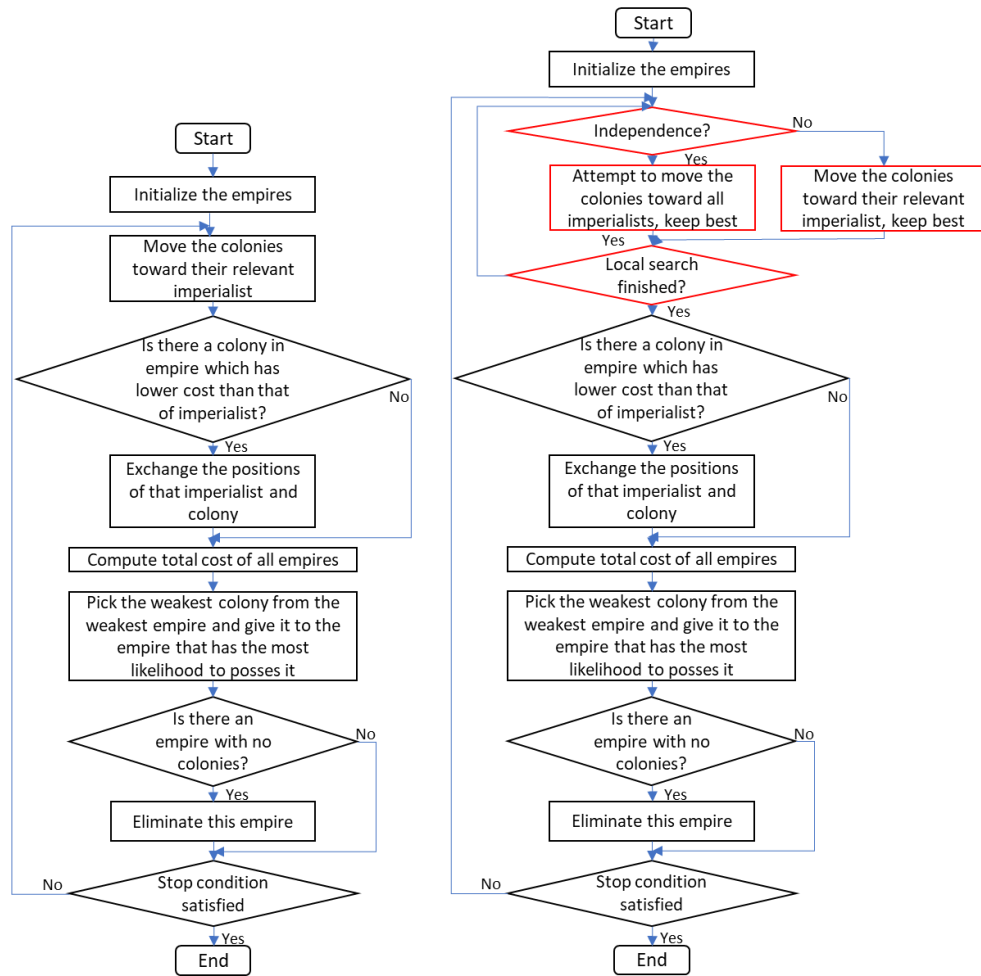 Start
Initialize the empires
Move the colonies
toward their relevant
imperialist
Is there a colony in
empire which has
lower cost than that
of imperialist?
No
Yes
Exchange the positions
of that imperialist and
colony
Compute total cost of all empires
Pick the weakest colony from the
weakest empire and give it to the
the empire that has the most
likelihood to posses it
Is there an
empire with no
colonies?
No
Yes
Eliminate this empire
Stop condition
satisfied
No
Yes
End
Start
Initialize the empires
Independence?
No
Yes
Attempt to move the
colonies toward all
imperialists, keep best
Move the colonies
toward their relevant
imperialist, keep best
Yes
Local search
finished?
Yes
Is there a colony in
empire which has
lower cost than that
of imperialist?
No
Yes
Exchange the positions
of that imperialist and
colony
Compute total cost of all empires
Pick the weakest colony from the
weakest empire and give it to the
empire that has the most
likelihood to posses it
Is there an
empire with no
colonies?
No
Yes
Eliminate this empire
Stop condition
satisfied
No
Yes
End